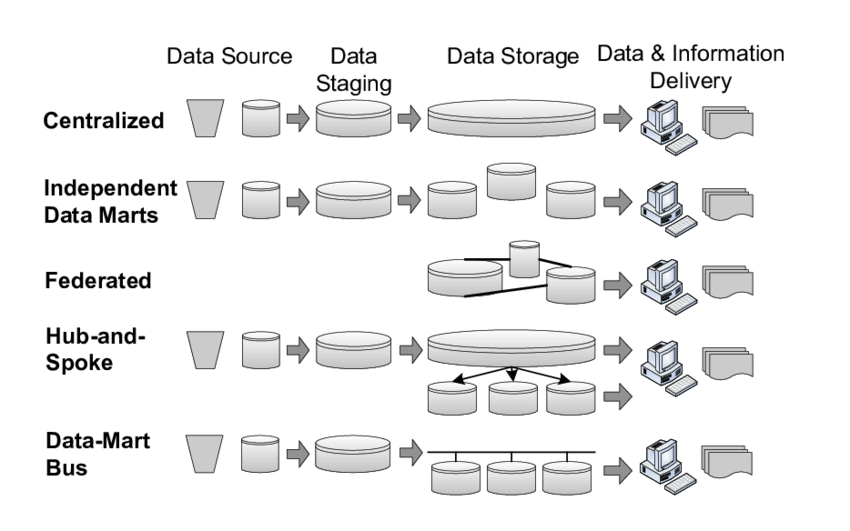 Data Source
Data
Staging
Data Storage
Data & Information
Delivery
Centralized
Independent
Data Marts
Federated
Hub-and-
Spoke
Data-Mart
Bus